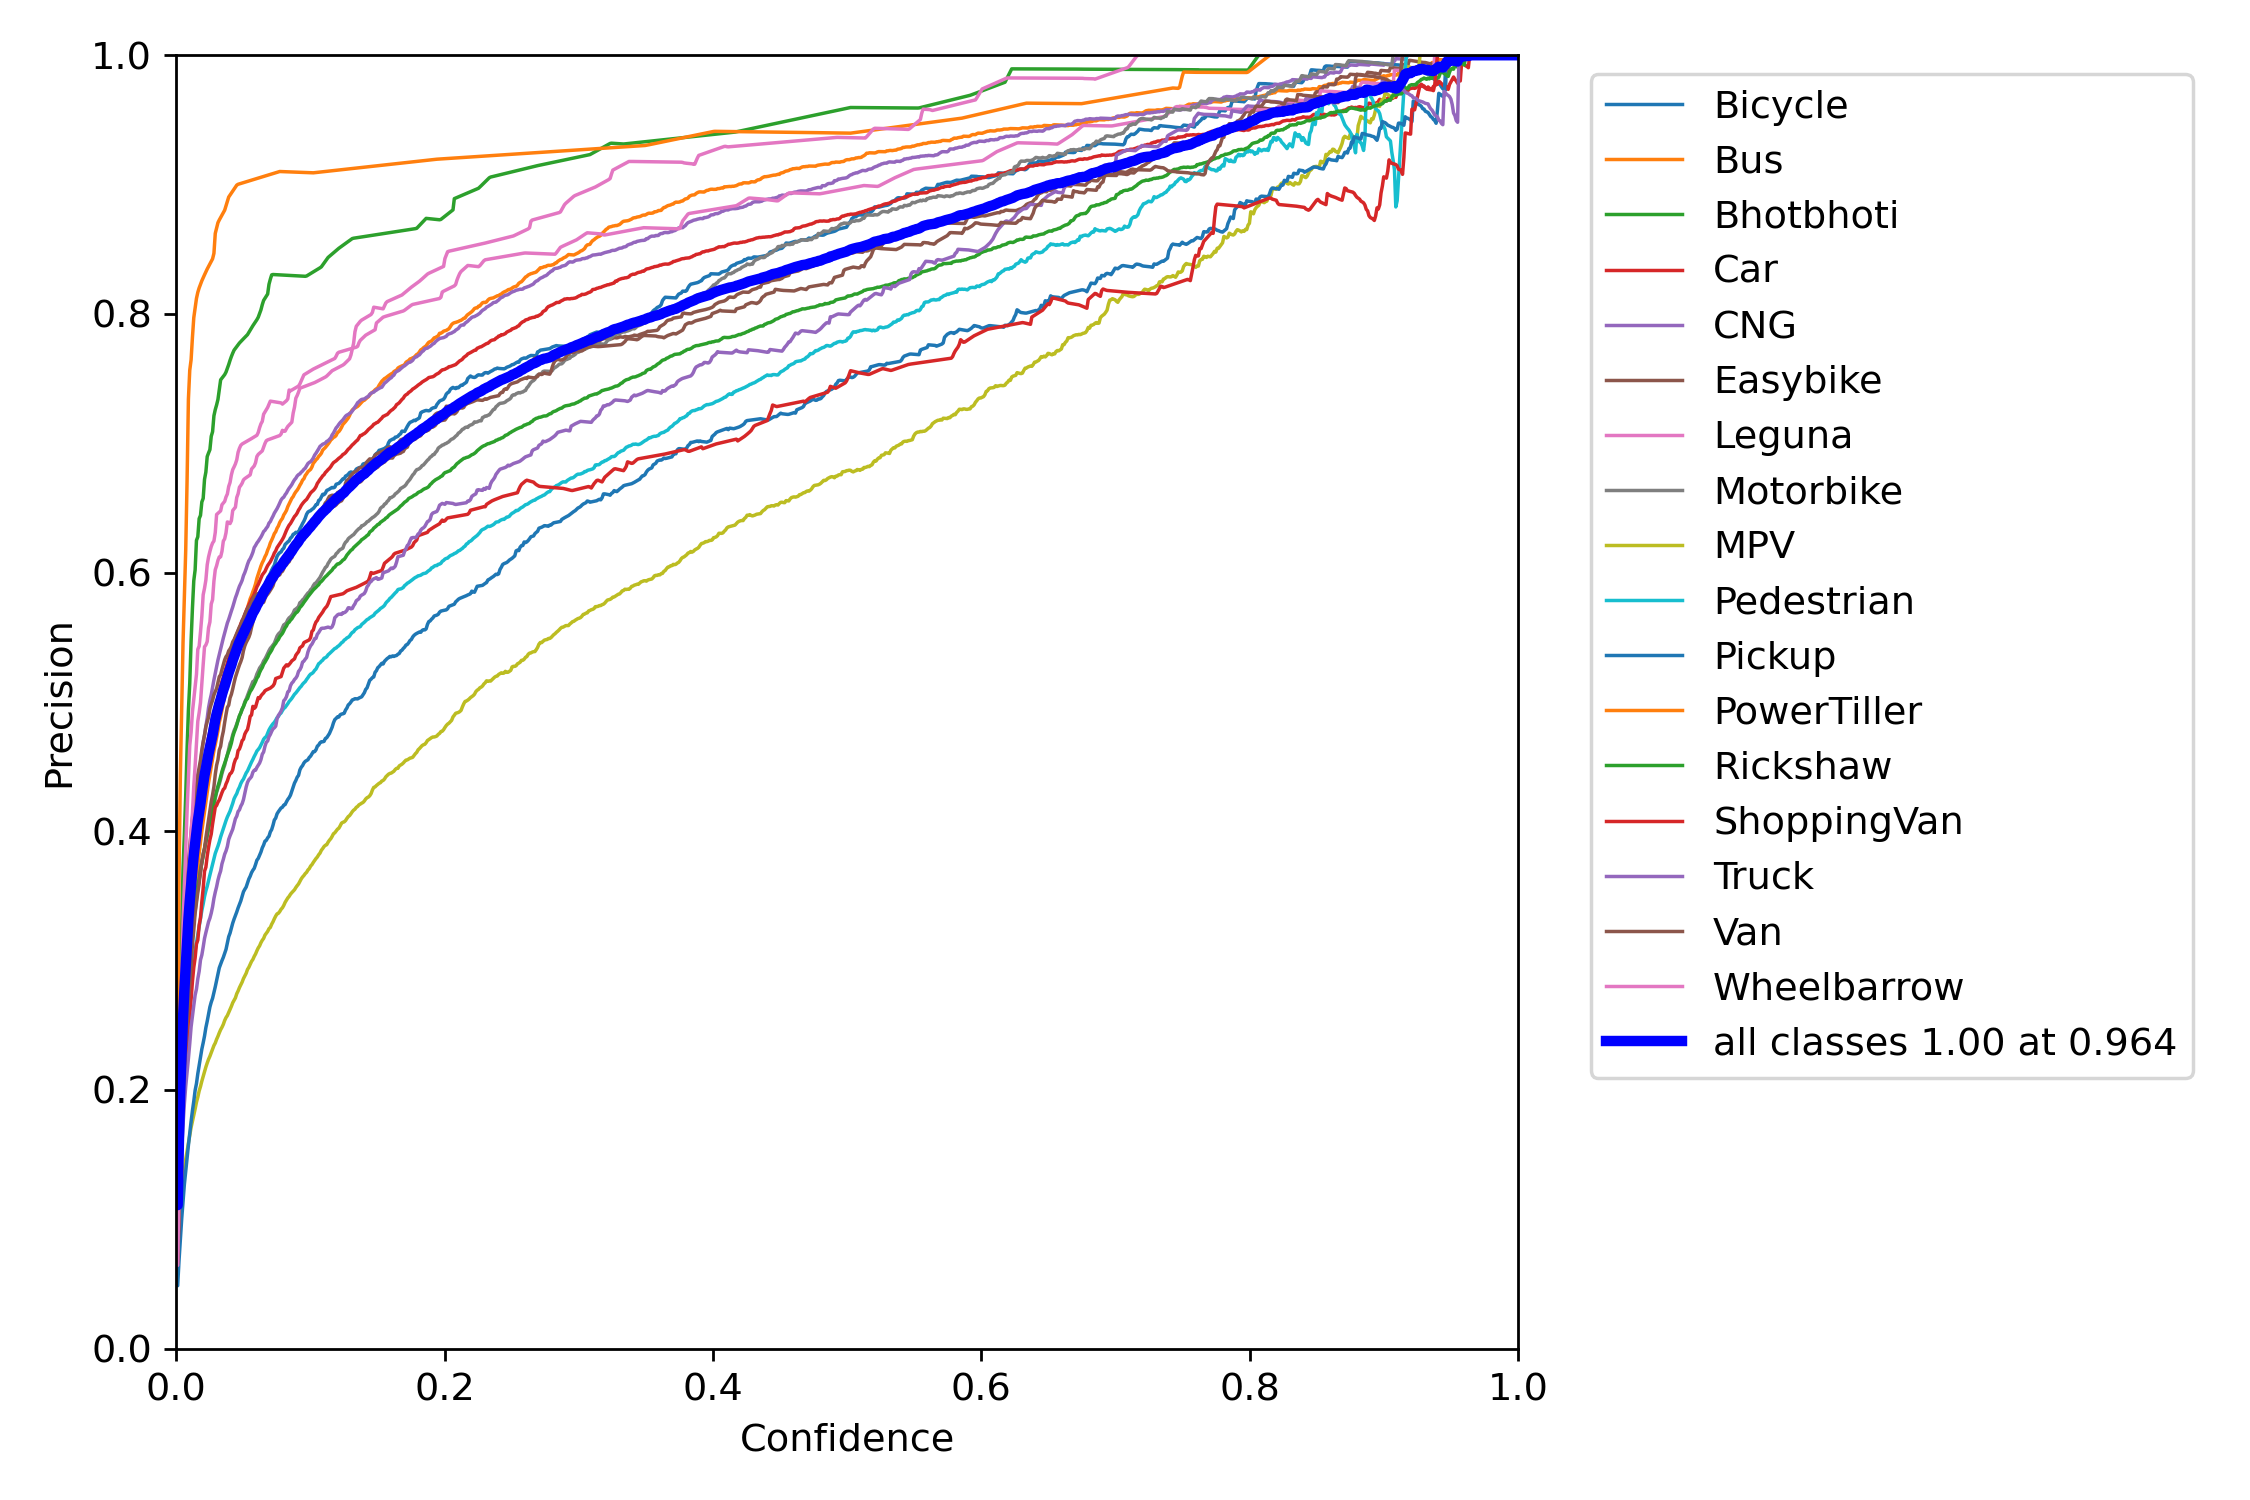 1.0
0.8
0.6
0.4
0.2
0.0
Precision
0.0 0.2 0.4 0.6 0.8 1.0
Confidence
Bicycle
Bus
Bhotbhoti
Car
CNG
Easybike
Leguna
Motorbike
MPV
Pedestrian
Pickup
PowerTiller
Rickshaw
ShoppingVan
Truck
Van
Wheelbarrow
all classes 1.00 at 0.964